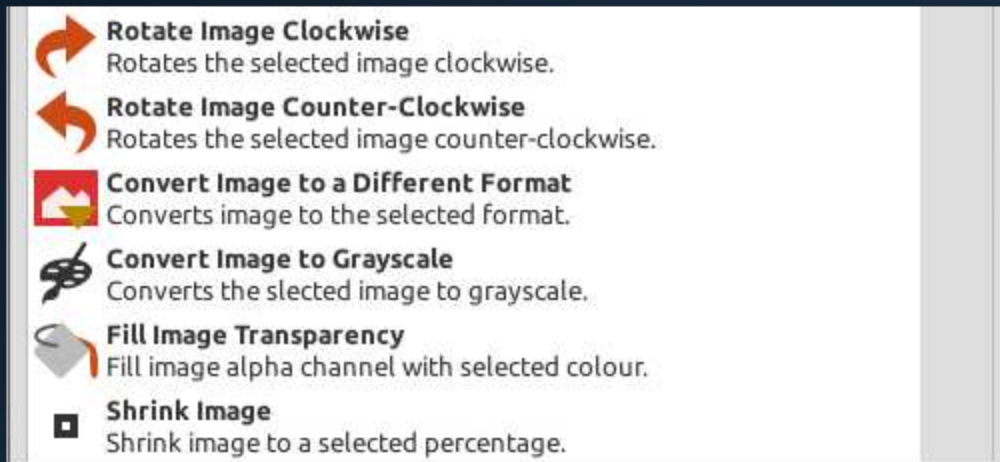 Rotate Image Clockwise
Rotates the selected image clockwise.
Rotate Image Counter-Clockwise
Rotates the selected image counter-clockwise.
Convert Image to a Different Format
Converts image to the selected format.
Convert Image to Grayscale
Converts the slected image to grayscale.
Fill Image Transparency
Fill image alpha channel with selected colour.
Shrink Image
Shrink image to a selected percentage.